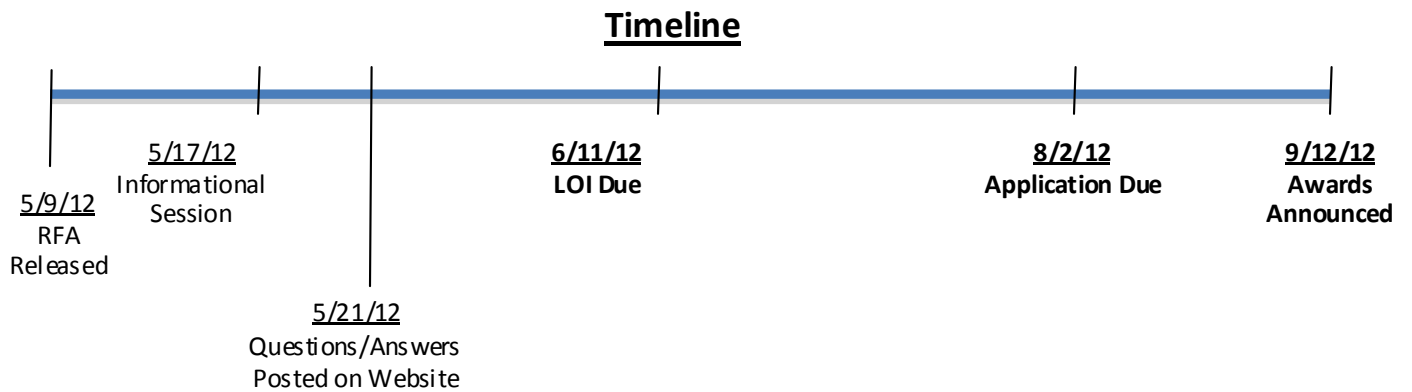 Timeline
5/9/12
RFA
Released
5/17/12
Informational
Session
5/21/12
Questions/Answers
Posted on Website
6/11/12
LOI Due
8/2/12
Application Due
9/12/12
Awards
Announced